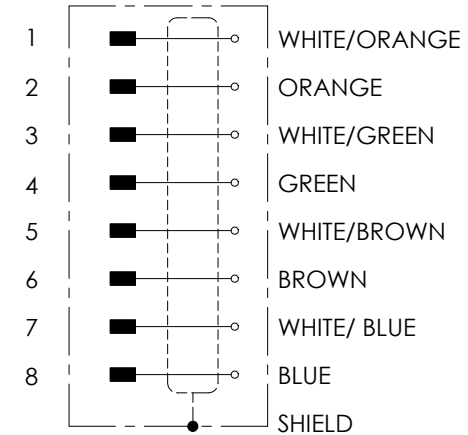 1 WHITE/ORANGE
2 ORANGE
3 WHITE/GREEN
4 GREEN
5 WHITE/BROWN
6 BROWN
7 WHITE/ BLUE
8 BLUE
SHIELD